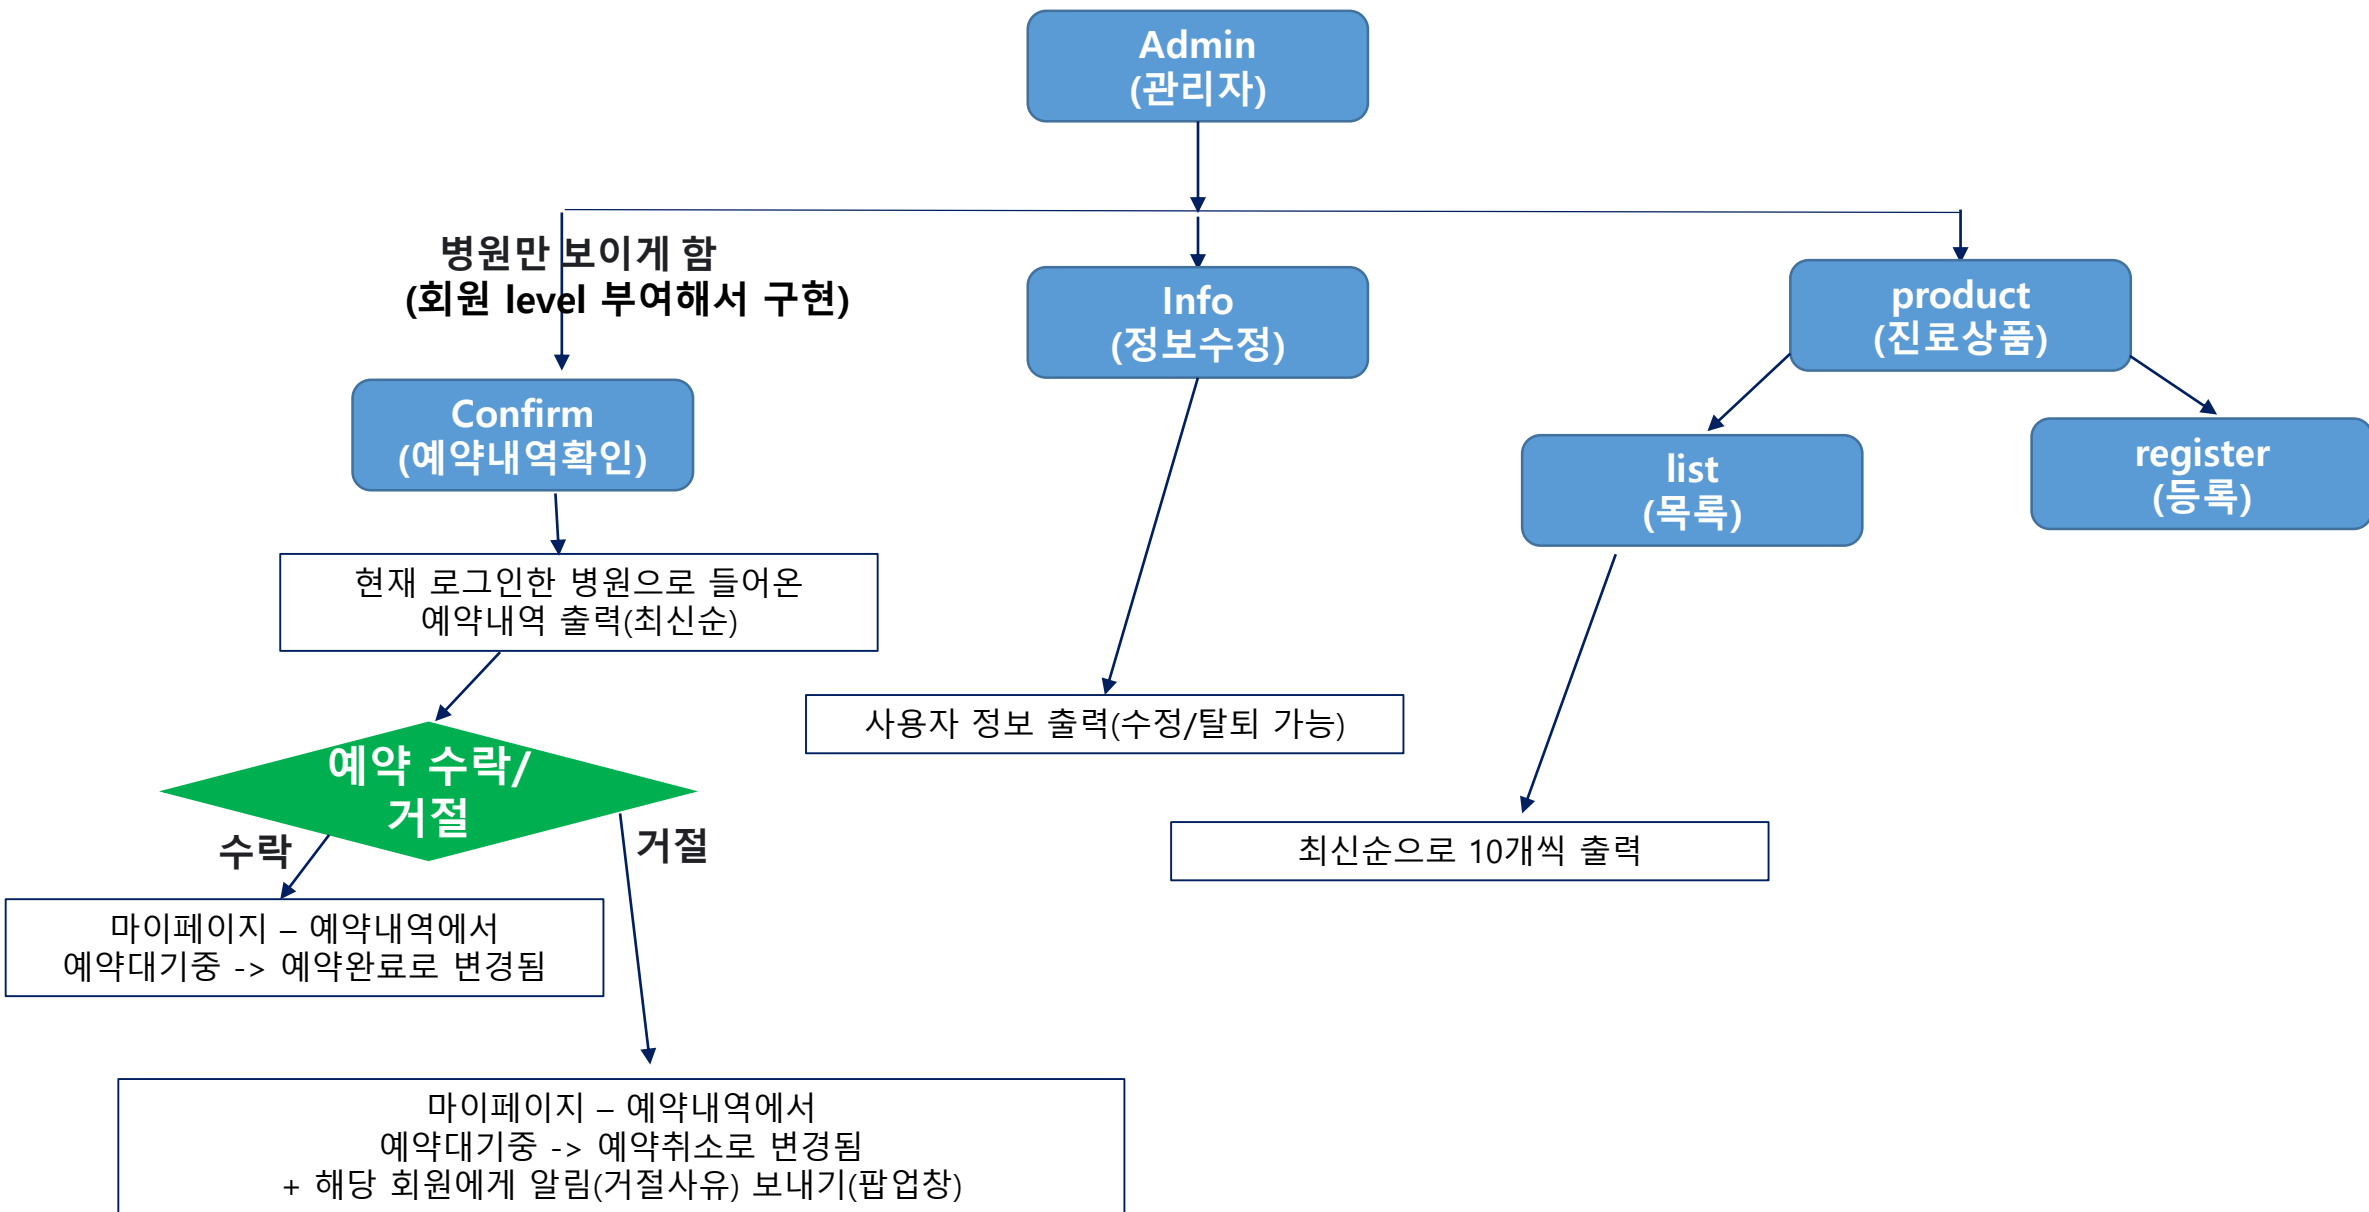 Admin
(관리자)
병원만 보이게 함
(회원 level 부여해서 구현)
Info
(정보수정)
product
(진료상품)
Confirm
(예약내역확인)
list
(목록)
register
(등록)
현재 로그인한 병원으로 들어온
예약내역 출력(최신순)
사용자 정보 출력(수정/탈퇴 가능)
예약 수락/
거절
수락
거절
최신순으로 10개씩 출력
마이페이지 – 예약내역에서
예약대기중 -> 예약완료로 변경됨
마이페이지 – 예약내역에서
예약대기중 -> 예약취소로 변경됨
+ 해당 회원에게 알림(거절사유) 보내기(팝업창)